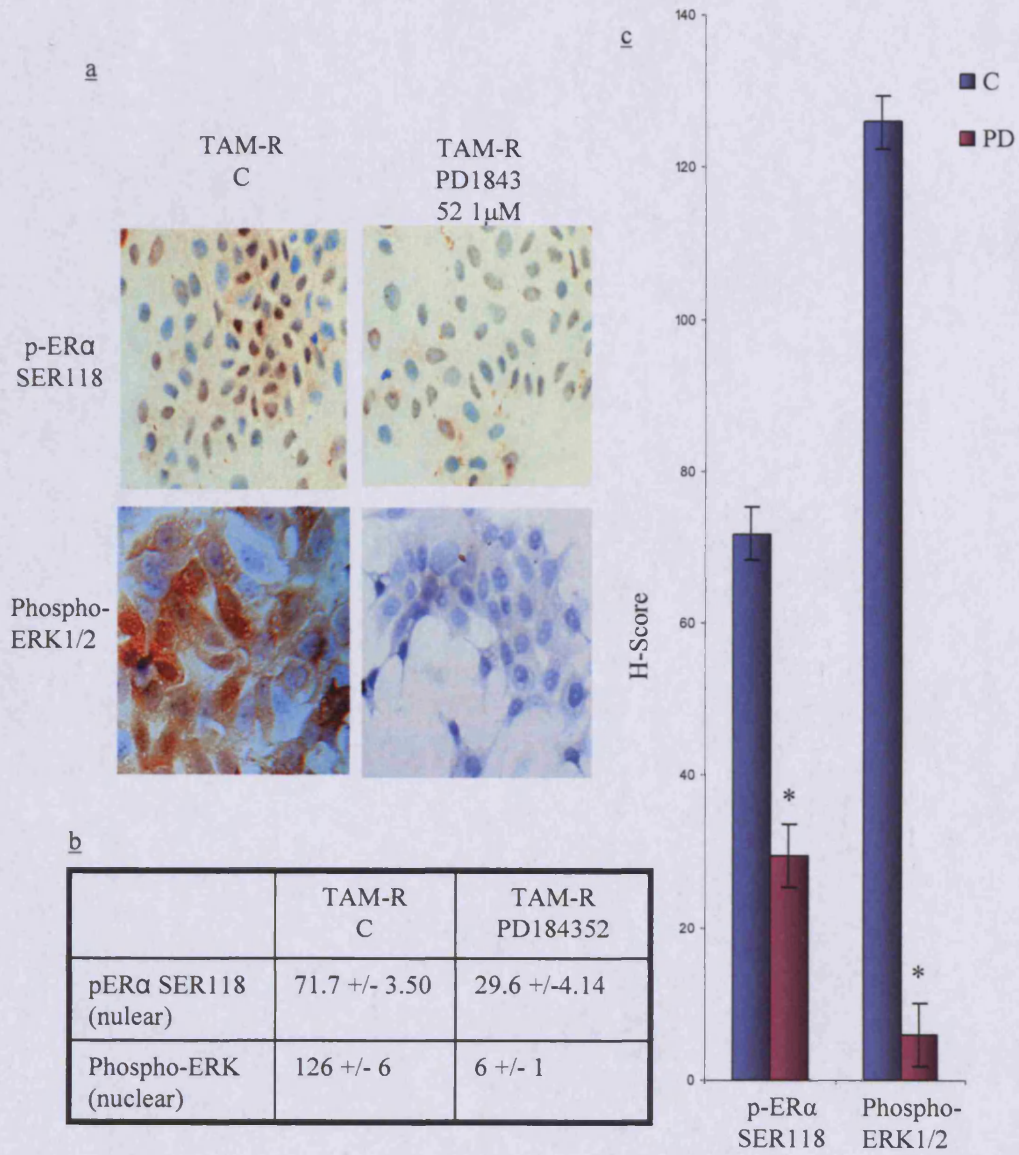 a
TAM-R
C
TAM-R
PD1843
52 1µM
p-ERα
SER118
Phospho-
ERK1/2
b
TAM-R
C
TAM-R
PD184352
pERα SER118
(nulear)
71.7 +/- 3.50
29.6 +/-4.14
Phospho-ERK
(nuclear)
126 +/- 6
6 +/- 1
c
140
120
100
80
60
40
20
0
H-Score
C
PD
*
*
p-ERα
SER118
Phospho-
ERK1/2